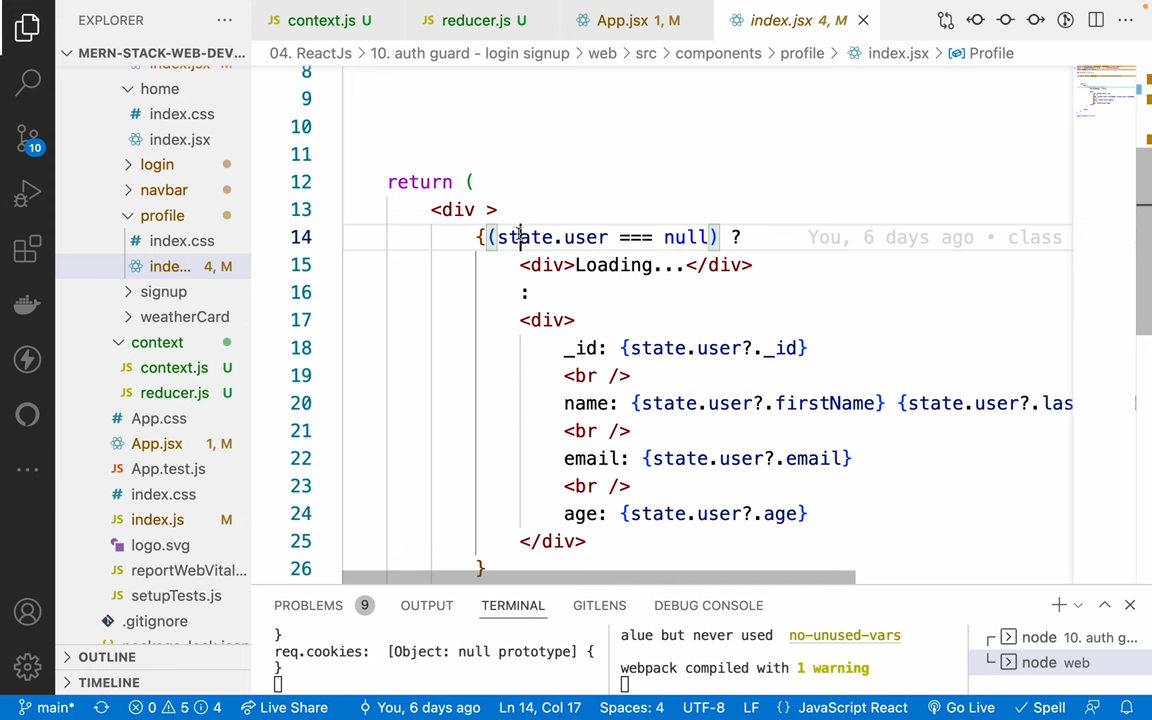 EXPLORER
MERN-STACK-WEB-DEV...
index.jsx
home
index.css
index.jsx
login
navbar
profile
index.css
inde... 4, M
signup
weatherCard
context
context.js U
reducer.js U
App.css
App.jsx 1, M
App.test.js
index.css
index.js M
logo.svg
reportWebVital...
setupTests.js
.gitignore
OUTLINE
TIMELINE
10
JS context.js U
JS reducer.js U
App.jsx 1, M
index.jsx 4, M
04. ReactJs > 10. auth guard - login signup > web > src > components > profile > index.jsx > Profile
8
9
10
11
12 return (
13 <div >
14 {(state.user === null) ? You, 6 days ago • class
15 <div>Loading...</div>
16 :
17 <div>
18 _id: {state.user?._id}
19 <br />
20 name: {state.user?.firstName} {state.user?.las
21 <br />
22 email: {state.user?.email}
23 <br />
24 age: {state.user?.age}
25 </div>
26 }
PROBLEMS 9 OUTPUT TERMINAL GITLENS DEBUG CONSOLE
}
req.cookies: [Object: null prototype] {
}
alue but never used no-unused-vars
webpack compiled with 1 warning
node 10. auth g...
node web
main* 0 5 4 Live Share You, 6 days ago Ln 14, Col 17 Spaces: 4 UTF-8 LF {} JavaScript React Go Live Spell